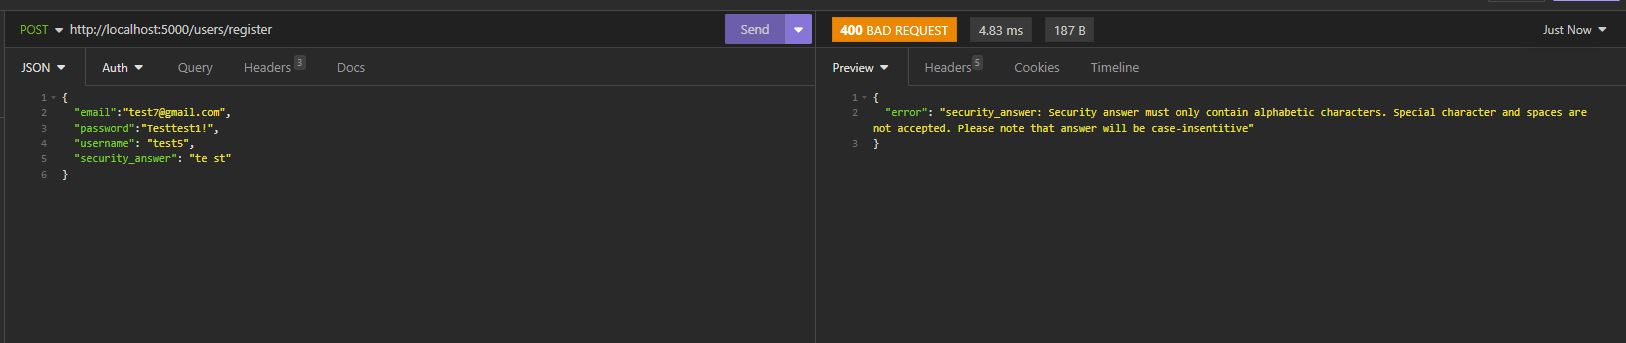 POST http://localhost:5000/users/register Send 400 BAD REQUEST 4.83 ms 187 B Just Now
JSON Auth Query Headers 3 Docs Preview Headers 5 Cookies Timeline
1 {
2 "email":"test7@gmail.com",
3 "password":"Testtest1!",
4 "username": "test5",
5 "security_answer": "te st"
6 }
1 {
2 "error": "security_answer: Security answer must only contain alphabetic characters. Special character and spaces are
not accepted. Please note that answer will be case-insentitive"
3 }